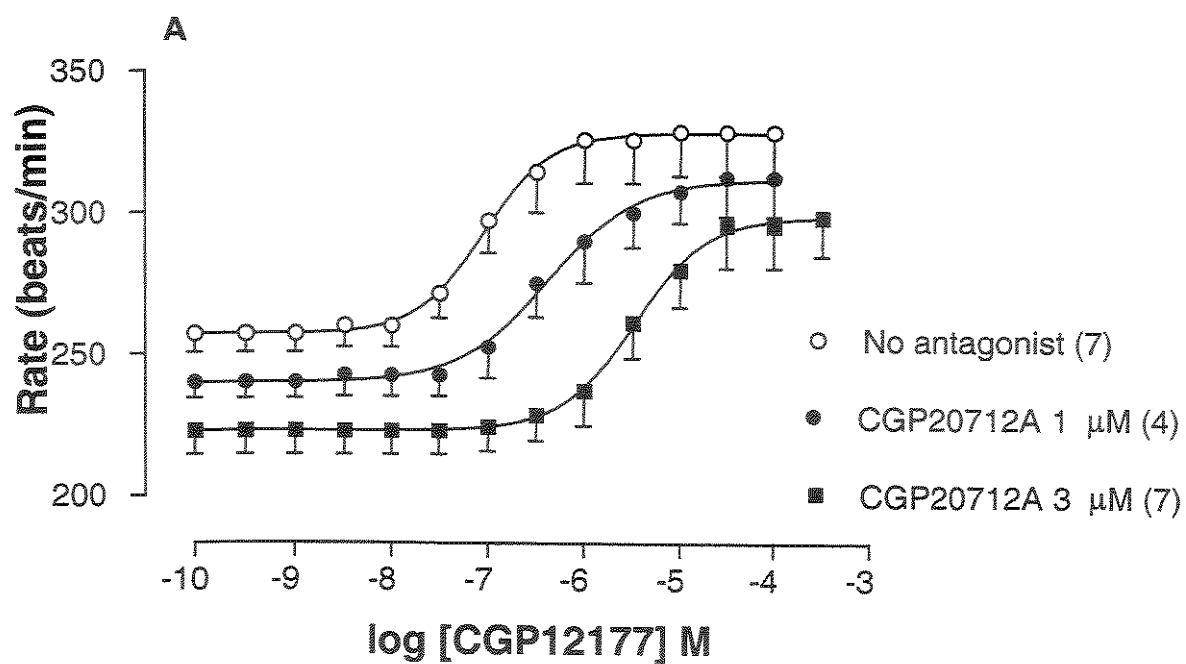 A
350
300
250
200
Rate (beats/min)
No antagonist (7)
CGP20712A 1 μM (4)
CGP20712A 3 μM (7)
-10 -9 -8 -7 -6 -5 -4 -3
log [CGP12177] M